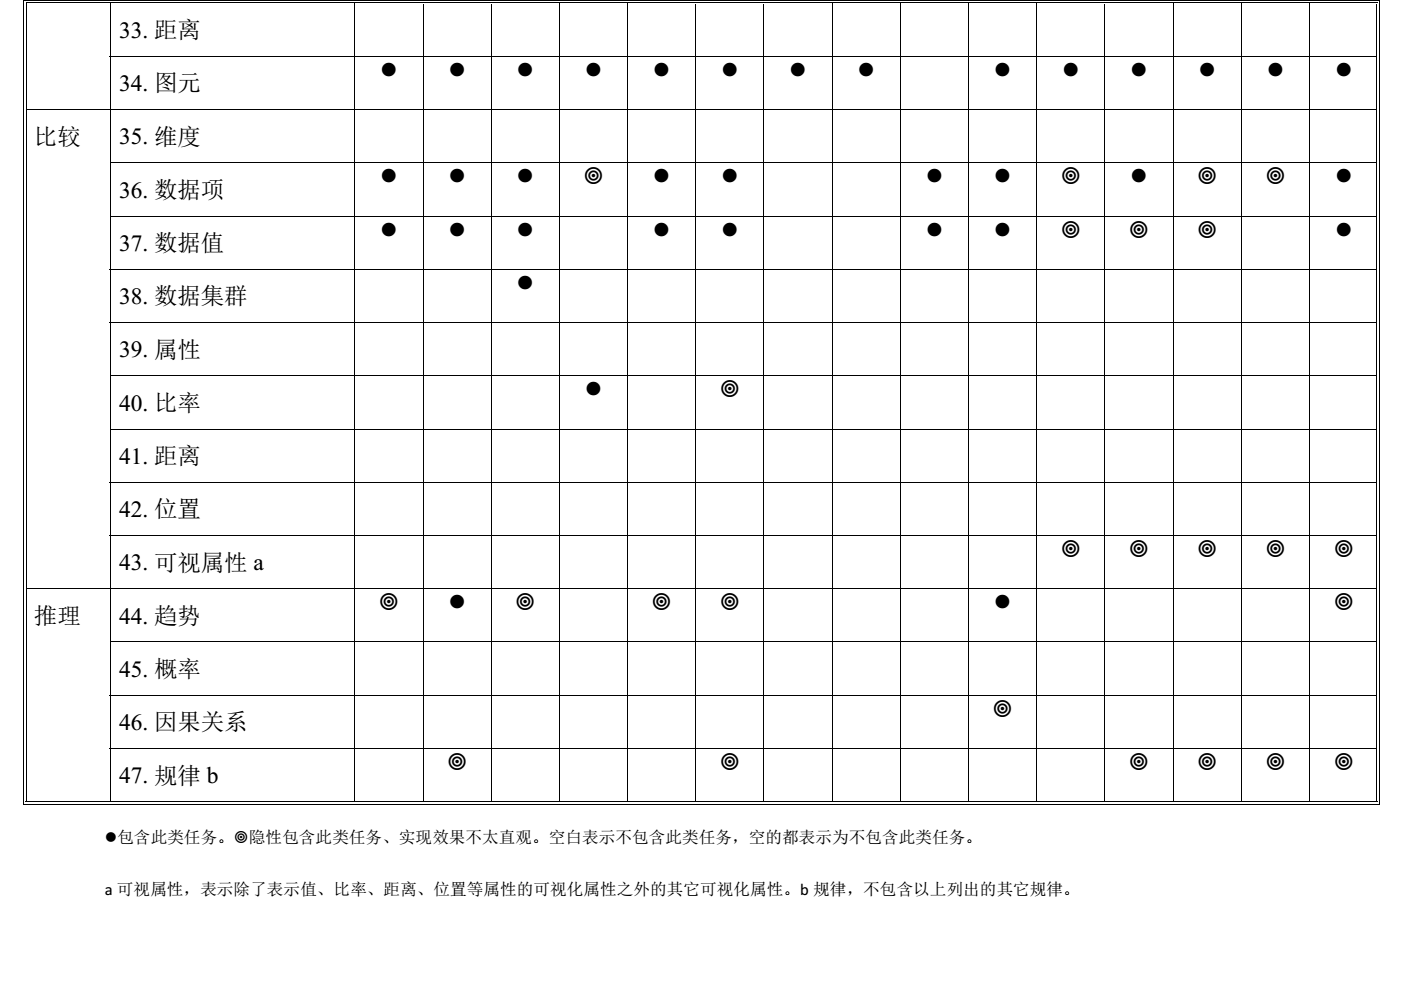 33. 距离
34. 图元 ● ● ● ● ● ● ● ● ● ● ● ● ● ●
比较 35. 维度
36. 数据项 ● ● ● ◎ ● ● ● ● ◎ ● ◎ ◎ ●
37. 数据值 ● ● ● ● ● ● ● ◎ ◎ ◎ ●
38. 数据集群 ●
39. 属性
40. 比率 ● ◎
41. 距离
42. 位置
43. 可视属性 a ◎ ◎ ◎ ◎ ◎
推理 44. 趋势 ◎ ● ◎ ◎ ◎ ● ◎
45. 概率
46. 因果关系 ◎
47. 规律 b ◎ ◎ ◎ ◎ ◎ ◎
●包含此类任务。◎隐性包含此类任务、实现效果不太直观。空白表示不包含此类任务，空的都表示为不包含此类任务。
a 可视属性，表示除了表示值、比率、距离、位置等属性的可视化属性之外的其它可视化属性。b 规律，不包含以上列出的其它规律。